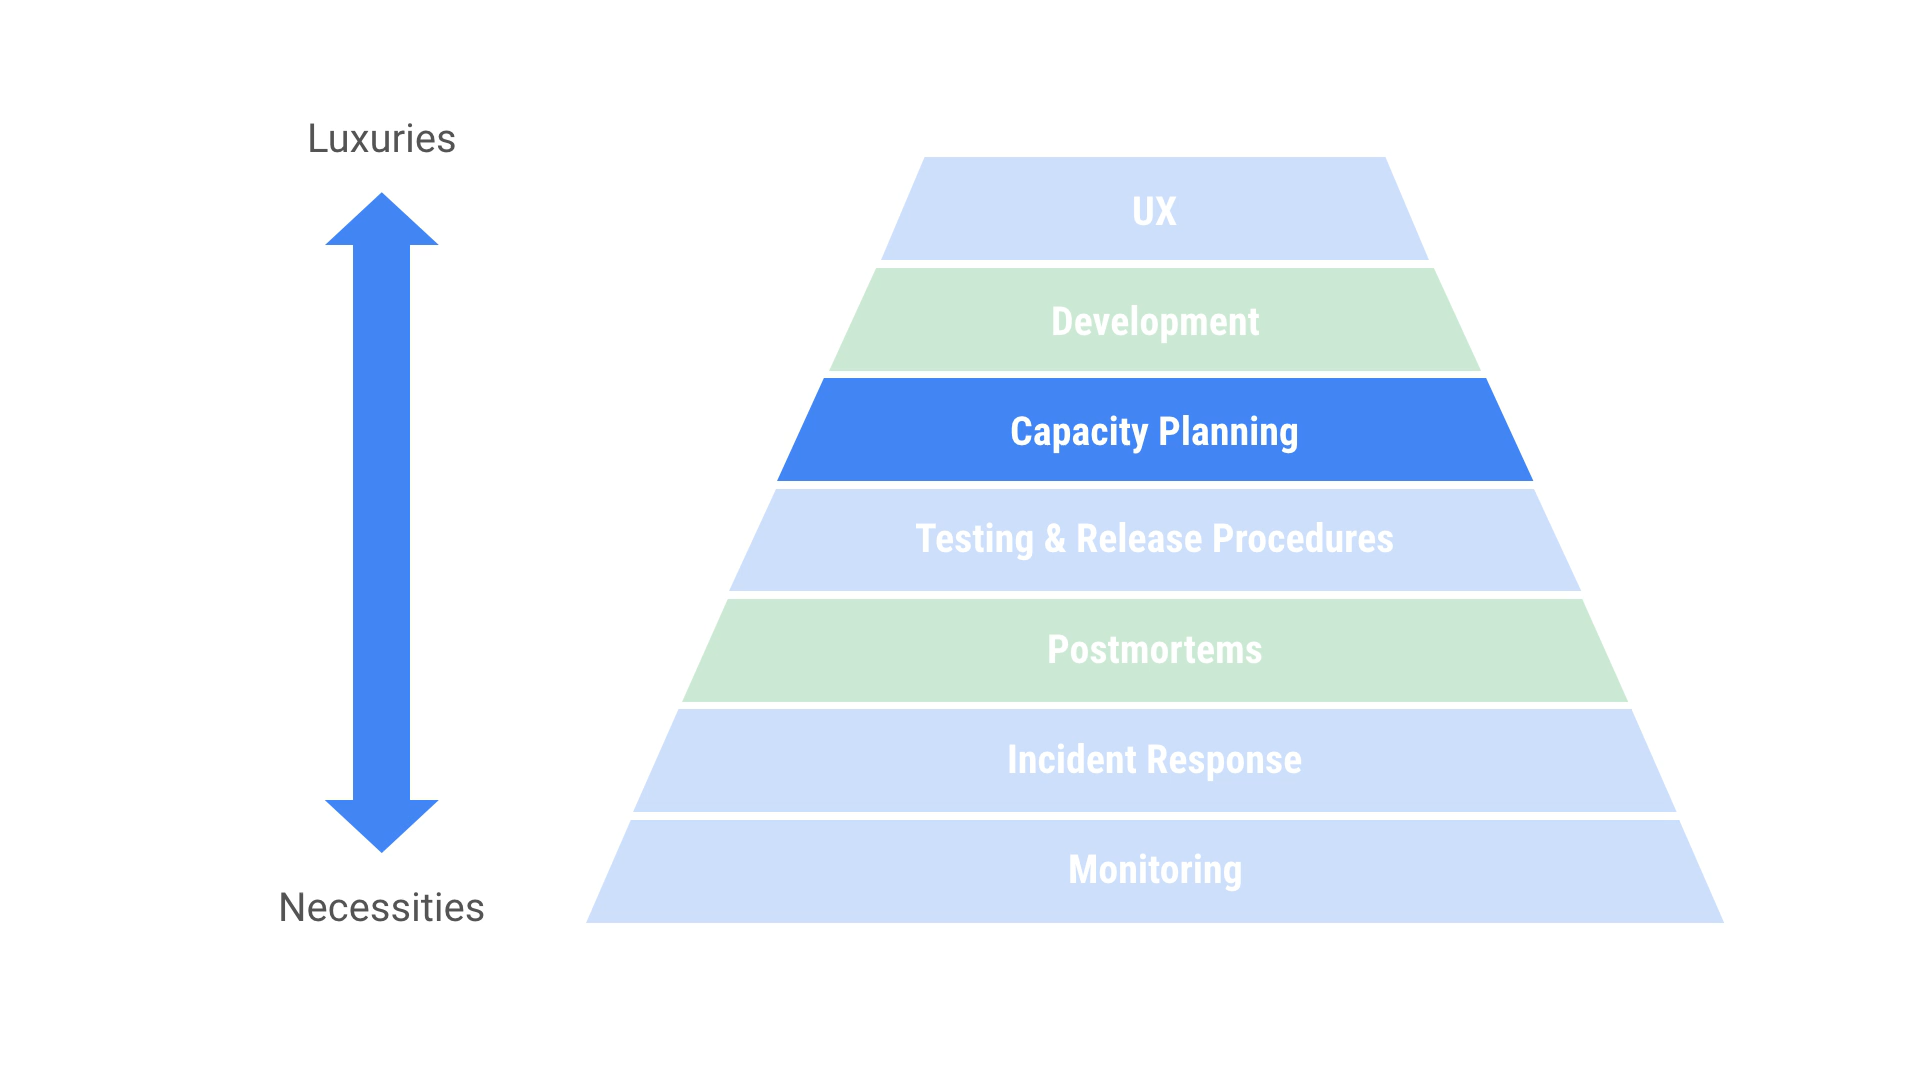 Luxuries
UX
Development
Capacity Planning
Testing & Release Procedures
Postmortems
Incident Response
Monitoring
Necessities